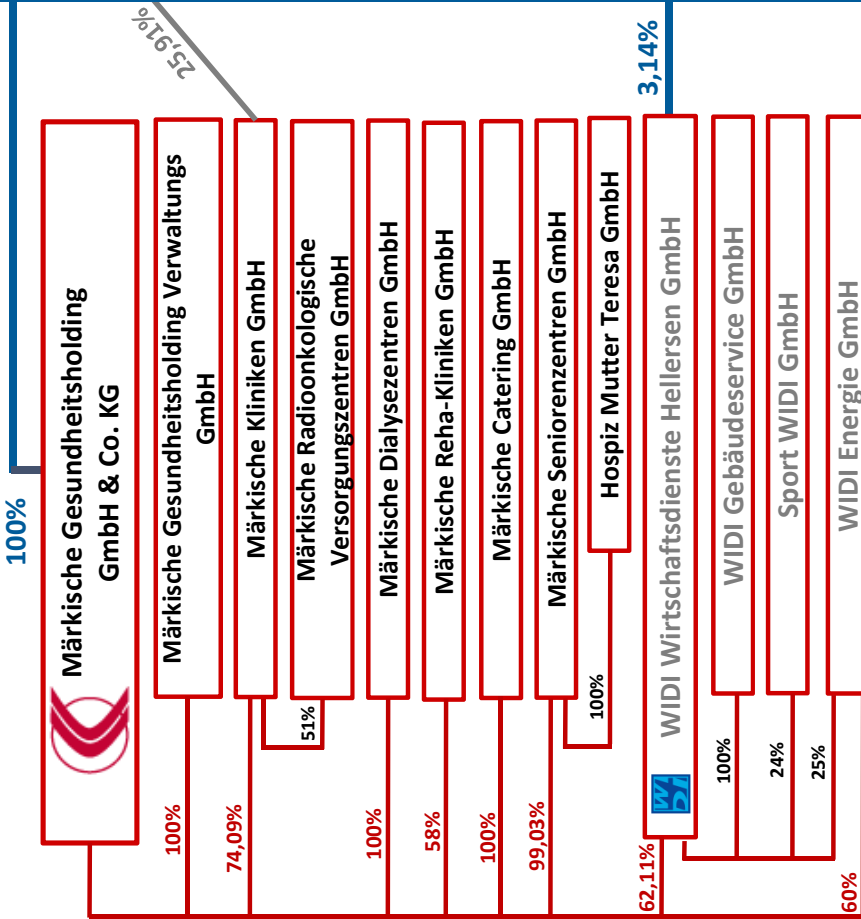 100%
25,91%
Märkische Gesundheitsholding
GmbH & Co. KG
100%
Märkische Gesundheitsholding Verwaltungs
GmbH
74,09%
Märkische Kliniken GmbH
51%
Märkische Radioonkologische
Versorgungszentren GmbH
100%
Märkische Dialysezentren GmbH
58%
Märkische Reha-Kliniken GmbH
100%
Märkische Catering GmbH
99,03%
Märkische Seniorenzentren GmbH
100%
Hospiz Mutter Teresa GmbH
62,11%
WIDI Wirtschaftsdienste Hellersen GmbH
3,14%
100%
WIDI Gebäudeservice GmbH
24%
Sport WIDI GmbH
25%
WIDI Energie GmbH
60%